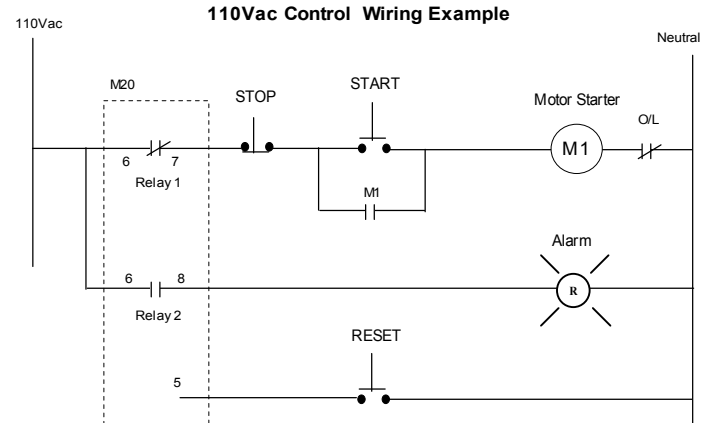 110Vac Control Wiring Example
110Vac
Neutral
M20
STOP
START
Motor Starter
O/L
6
7
M1
Relay 1
M1
Alarm
6
8
R
Relay 2
RESET
5